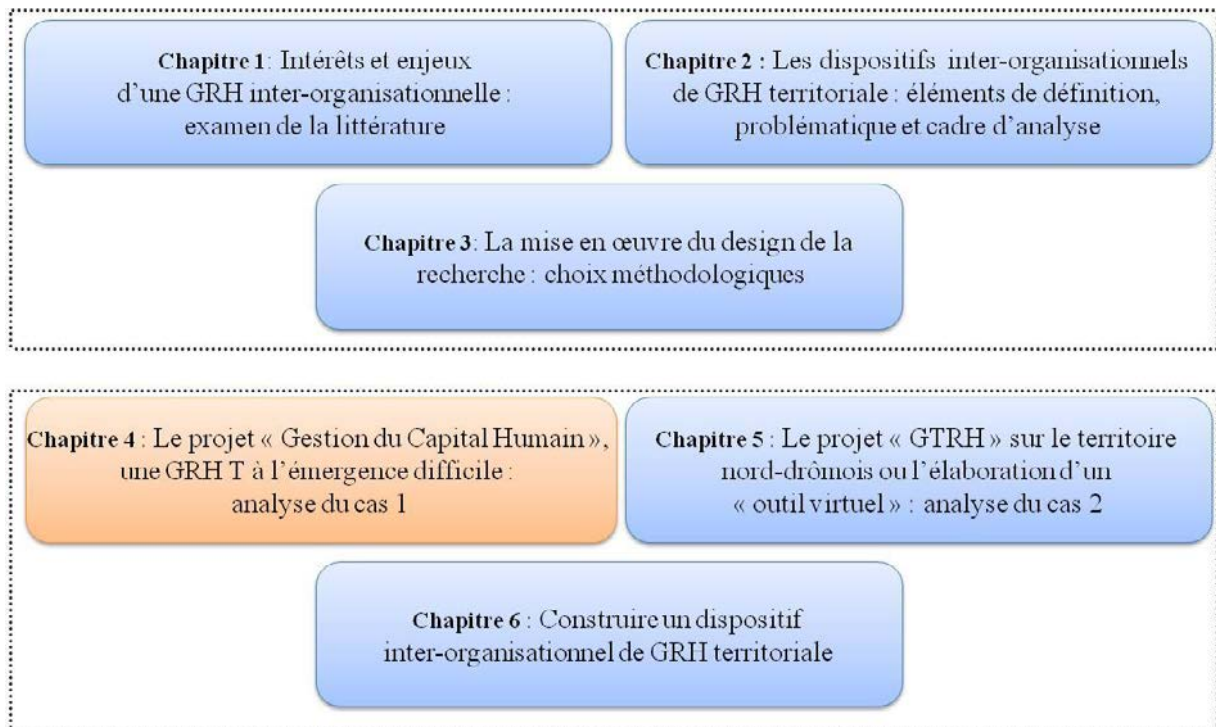 Chapitre 1: Intérêts et enjeux
d'une GRH inter-organisationnelle :
examen de la littérature
Chapitre 2 : Les dispositifs inter-organisationnels
de GRH territoriale : éléments de définition,
problématique et cadre d'analyse
Chapitre 3: La mise en œuvre du design de la
recherche : choix méthodologiques
Chapitre 4 : Le projet « Gestion du Capital Humain »,
une GRH T à l'émergence difficile :
analyse du cas 1
Chapitre 5 : Le projet « GTRH » sur le territoire
nord-drômois ou l'élaboration d'un
« outil virtuel » : analyse du cas 2
Chapitre 6 : Construire un dispositif
inter-organisationnel de GRH territoriale